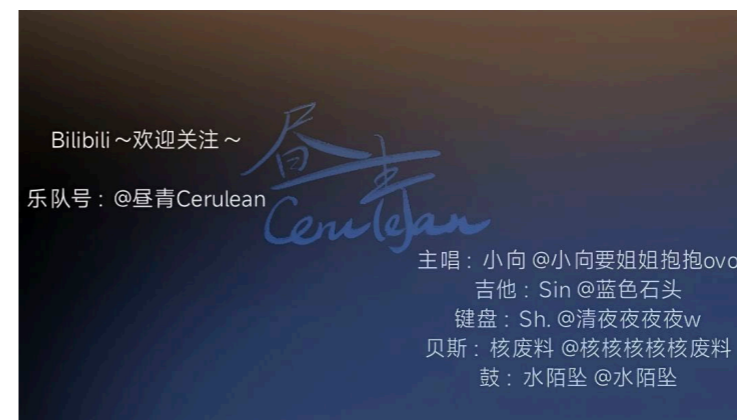 Bilibili～欢迎关注～
乐队号：@昼青Cerulean
昼青
Cerulean
主唱：小向 @小向要姐姐抱抱ovo
吉他：Sin @蓝色石头
键盘：Sh. @清夜夜夜夜w
贝斯：核废料 @核核核核核废料
鼓：水陌坠 @水陌坠